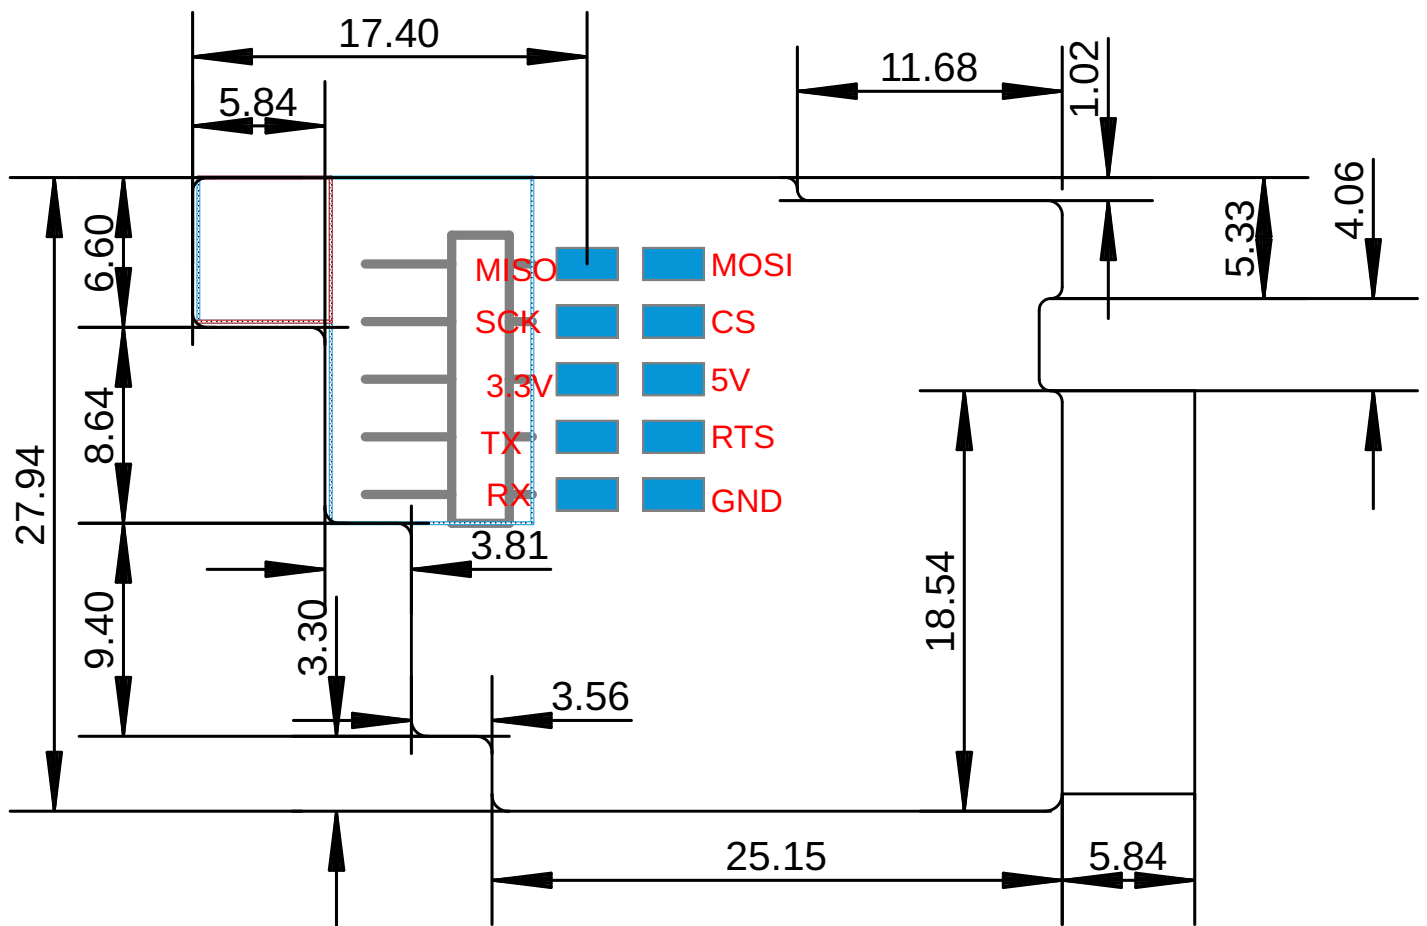 17.40
11.68
1.02
5.84
4.06
5.33
6.60
MISO
MOSI
SCK
CS
3.3V
5V
8.64
TX
RTS
27.94
RX
GND
3.81
18.54
9.40
3.30
3.56
25.15
5.84